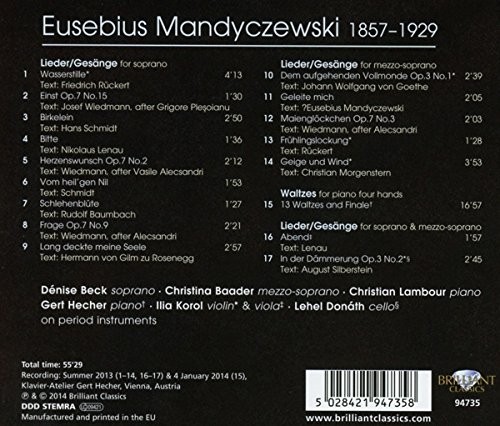 Eusebius Mandyczewski 1857–1929
Lieder/Gesänge for soprano
1 Wasserstille* 4'13
Text: Friedrich Rückert
2 Einst Op.7 No.15 1'30
Text: Josef Wiedmann, after Grigore Pleşoianu
3 Birkelein 2'50
Text: Hans Schmidt
4 Bitte 1'36
Text: Nikolaus Lenau
5 Herzenswunsch Op.7 No.2 2'12
Text: Wiedmann, after Vasile Alecsandri
6 Vom heil'gen Nil 1'53
Text: Schmidt
7 Schlehenblüte 1'27
Text: Rudolf Baumbach
8 Frage Op.7 No.9 2'21
Text: Wiedmann, after Alecsandri
9 Lang deckte meine Seele 2'57
Text: Hermann von Gilm zu Rosenegg
Lieder/Gesänge for mezzo-soprano
10 Dem aufgehenden Vollmonde Op.3 No.1* 2'39
Text: Johann Wolfgang von Goethe
11 Geleite mich 2'05
Text: ?Eusebius Mandyczewski
12 Maienglöckchen Op.7 No.3 2'03
Text: Wiedmann, after Alecsandri
13 Frühlingslockung* 1'28
Text: Rückert
14 Geige und Wind* 3'53
Text: Christian Morgenstern
Waltzes for piano four hands
15 13 Waltzes and Finale† 16'57
Lieder/Gesänge for soprano & mezzo-soprano
16 Abend‡ 1'57
Text: Lenau
17 In der Dämmerung Op.3 No.2*§ 2'45
Text: August Silberstein
Dénise Beck soprano · Christina Baader mezzo-soprano · Christian Lambour piano
Gert Hecher piano† · Ilia Korol violin* & viola‡ · Lehel Donáth cello§
on period instruments
Total time: 55'29
Recording: Summer 2013 (1–14, 16–17) & 4 January 2014 (15),
Klavier-Atelier Gert Hecher, Vienna, Austria
℗ & © 2014 Brilliant Classics
DDD STEMRA LC 09421
Manufactured and printed in the EU
5 028421 947358
www.brilliantclassics.com
BRILLIANT
CLASSICS
94735